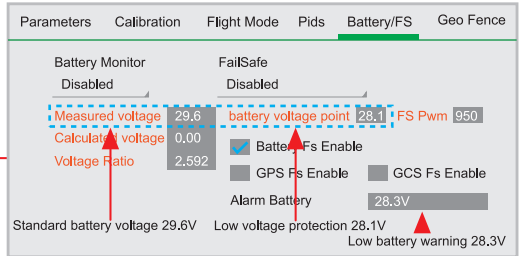 Parameters Calibration Flight Mode Pids Battery/FS Geo Fence
Battery Monitor FailSafe
Disabled Disabled
Measured voltage 29.6 battery voltage point 28.1 FS Pwm 950
Calculated voltage 0.00 Battery Fs Enable
Voltage Ratio 2.592 GPS Fs Enable GCS Fs Enable
Alarm Battery 28.3V
Standard battery voltage 29.6V Low voltage protection 28.1V
Low battery warning 28.3V